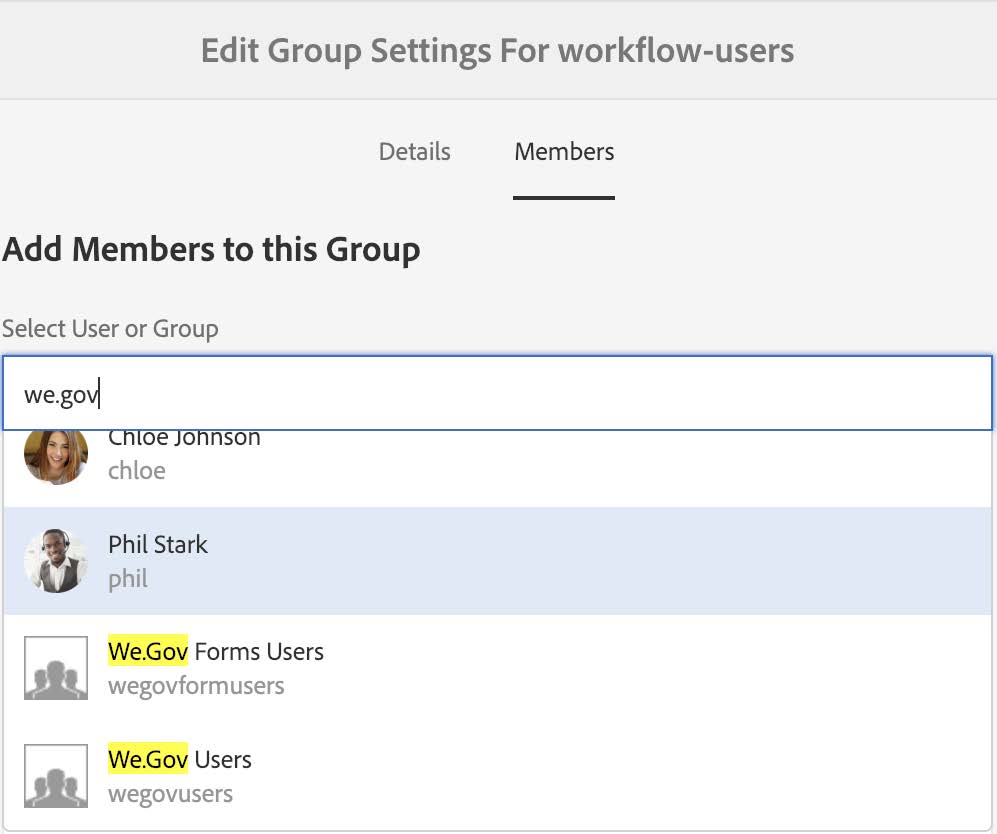 Edit Group Settings For workflow-users
Details Members
Add Members to this Group
Select User or Group
we.gov
Chloe Johnson
chloe
Phil Stark
phil
We.Gov Forms Users
wegovformusers
We.Gov Users
wegovusers